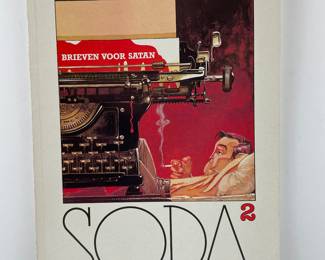 BRIEVEN VOOR SATAN
SODA²